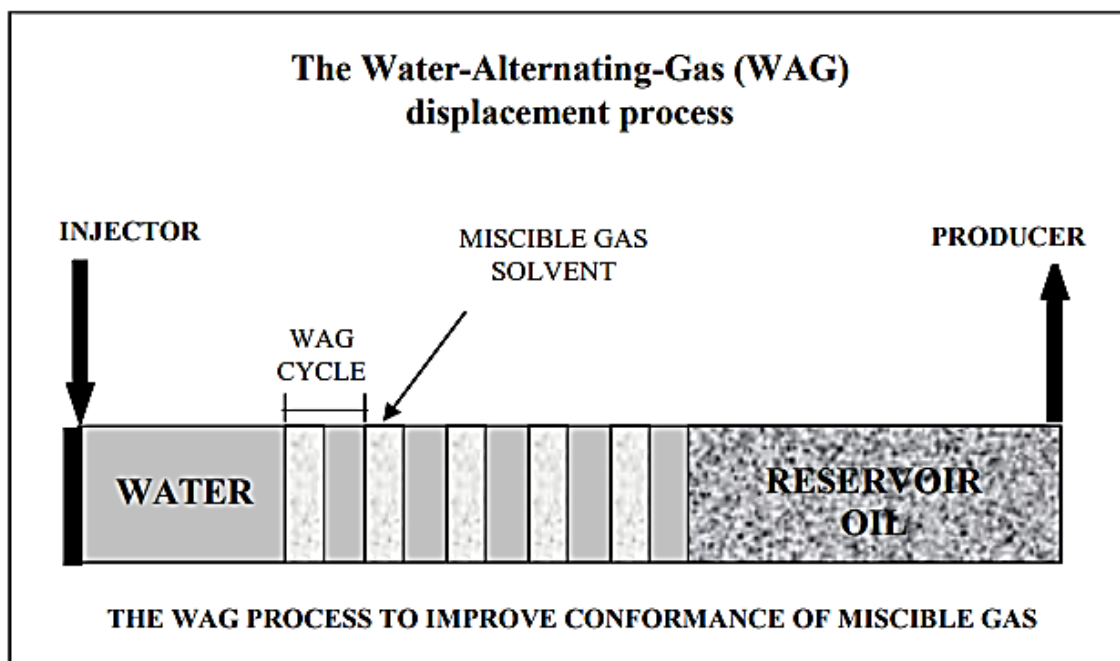 The Water-Alternating-Gas (WAG)
displacement process
INJECTOR
MISCIBLE GAS
SOLVENT
PRODUCER
WAG
CYCLE
WATER
RESERVOIR
OIL
THE WAG PROCESS TO IMPROVE CONFORMANCE OF MISCIBLE GAS